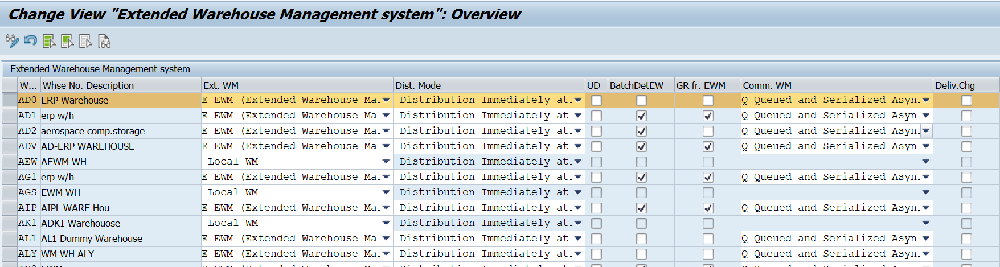 Change View "Extended Warehouse Management system": Overview
Extended Warehouse Management system
W... Whse No. Description Ext. WM Dist. Mode UD BatchDetEW GR fr. EWM Comm. WM Deliv.Chg
AD0 ERP Warehouse E EWM (Extended Warehouse Ma… Distribution Immediately at… Q Queued and Serialized Asyn…
AD1 erp w/h E EWM (Extended Warehouse Ma… Distribution Immediately at… Q Queued and Serialized Asyn…
AD2 aerospace comp.storage E EWM (Extended Warehouse Ma… Distribution Immediately at… Q Queued and Serialized Asyn…
ADV AD-ERP WAREHOUSE E EWM (Extended Warehouse Ma… Distribution Immediately at… Q Queued and Serialized Asyn…
AEW AEWM WH Local WM Distribution Immediately at…
AG1 erp w/h E EWM (Extended Warehouse Ma… Distribution Immediately at… Q Queued and Serialized Asyn…
AGS EWM WH Local WM Distribution Immediately at…
AIP AIPL WARE Hou E EWM (Extended Warehouse Ma… Distribution Immediately at… Q Queued and Serialized Asyn…
AK1 ADK1 Warehouose Local WM Distribution Immediately at…
AL1 AL1 Dummy Warehouse E EWM (Extended Warehouse Ma… Distribution Immediately at… Q Queued and Serialized Asyn…
ALY WM WH ALY E EWM (Extended Warehouse Ma… Distribution Immediately at… Q Queued and Serialized Asyn…